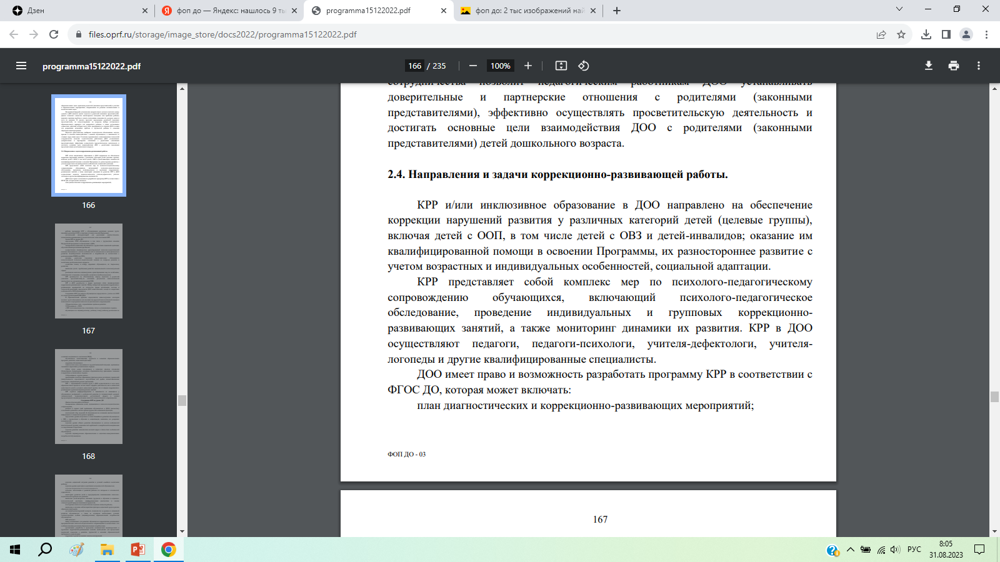 Дзен
фоп до — Яндекс: нашлось 9 ты
programma15122022.pdf
фоп до: 2 тыс изображений най
files.oprf.ru/storage/image_store/docs2022/programma15122022.pdf
programma15122022.pdf
166 / 235
100%
166
167
168
сотрудничества позволит педагогическим работникам ДОО устанавливать
доверительные и партнерские отношения с родителями (законными
представителями), эффективно осуществлять просветительскую деятельность и
достигать основные цели взаимодействия ДОО с родителями (законными
представителями) детей дошкольного возраста.
2.4. Направления и задачи коррекционно-развивающей работы.
КРР и/или инклюзивное образование в ДОО направлено на обеспечение
коррекции нарушений развития у различных категорий детей (целевые группы),
включая детей с ООП, в том числе детей с ОВЗ и детей-инвалидов; оказание им
квалифицированной помощи в освоении Программы, их разностороннее развитие с
учетом возрастных и индивидуальных особенностей, социальной адаптации.
КРР представляет собой комплекс мер по психолого-педагогическому
сопровождению обучающихся, включающий психолого-педагогическое
обследование, проведение индивидуальных и групповых коррекционно-
развивающих занятий, а также мониторинг динамики их развития. КРР в ДОО
осуществляют педагоги, педагоги-психологи, учителя-дефектологи, учителя-
логопеды и другие квалифицированные специалисты.
ДОО имеет право и возможность разработать программу КРР в соответствии с
ФГОС ДО, которая может включать:
план диагностических и коррекционно-развивающих мероприятий;
ФОП ДО - 03
167
РУС
8:05
31.08.2023